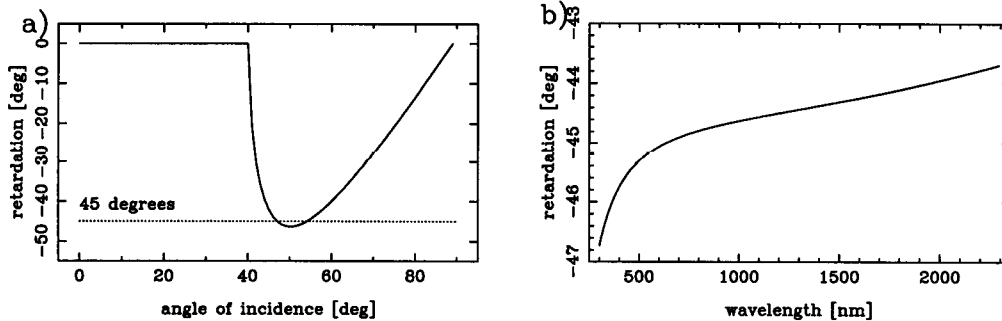 a)
0
-10
-20
-30
-40
-50
retardation [deg]
45 degrees
0
20
40
60
80
angle of incidence [deg]
b)
-43
-44
-45
-46
-47
retardation [deg]
500
1000
1500
2000
wavelength [nm]